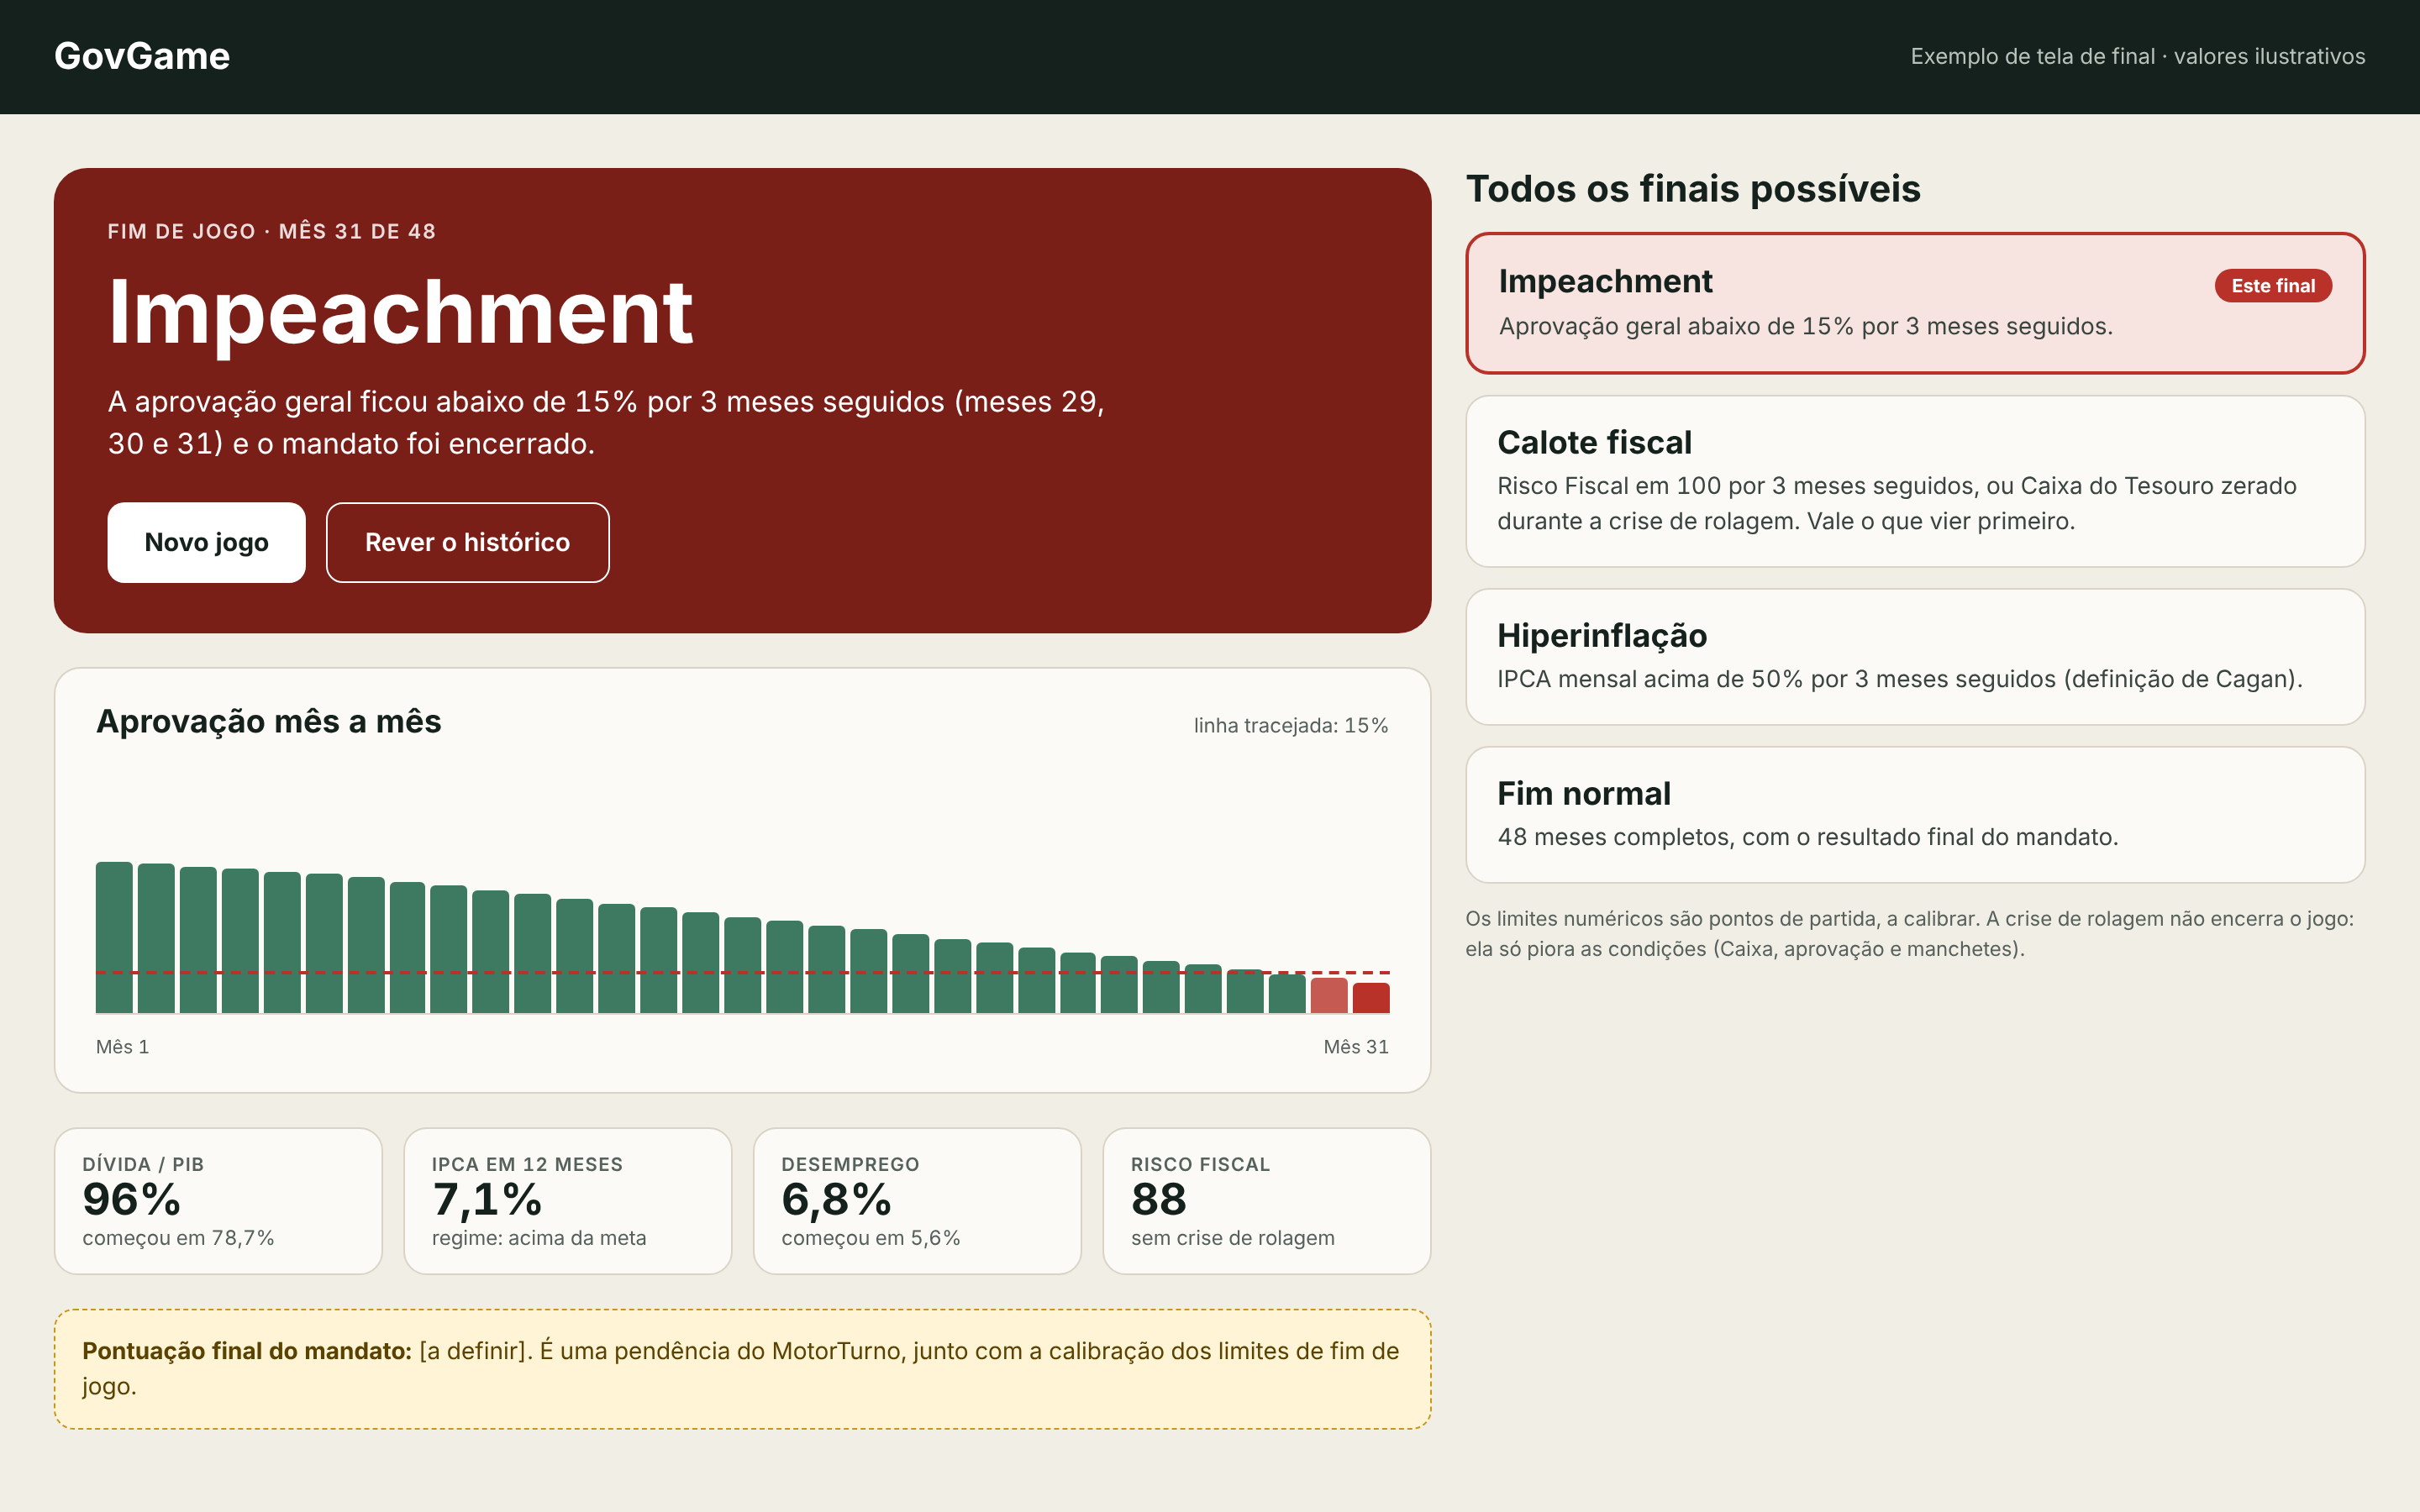 GovGame
Exemplo de tela de final · valores ilustrativos
FIM DE JOGO · MÊS 31 DE 48
Impeachment
A aprovação geral ficou abaixo de 15% por 3 meses seguidos (meses 29,
30 e 31) e o mandato foi encerrado.
Novo jogo
Rever o histórico
Aprovação mês a mês
linha tracejada: 15%
Mês 1
Mês 31
DÍVIDA / PIB
96%
começou em 78,7%
IPCA EM 12 MESES
7,1%
regime: acima da meta
DESEMPREGO
6,8%
começou em 5,6%
RISCO FISCAL
88
sem crise de rolagem
Pontuação final do mandato: [a definir]. É uma pendência do MotorTurno, junto com a calibração dos limites de fim de
jogo.
Todos os finais possíveis
Impeachment
Este final
Aprovação geral abaixo de 15% por 3 meses seguidos.
Calote fiscal
Risco Fiscal em 100 por 3 meses seguidos, ou Caixa do Tesouro zerado
durante a crise de rolagem. Vale o que vier primeiro.
Hiperinflação
IPCA mensal acima de 50% por 3 meses seguidos (definição de Cagan).
Fim normal
48 meses completos, com o resultado final do mandato.
Os limites numéricos são pontos de partida, a calibrar. A crise de rolagem não encerra o jogo:
ela só piora as condições (Caixa, aprovação e manchetes).